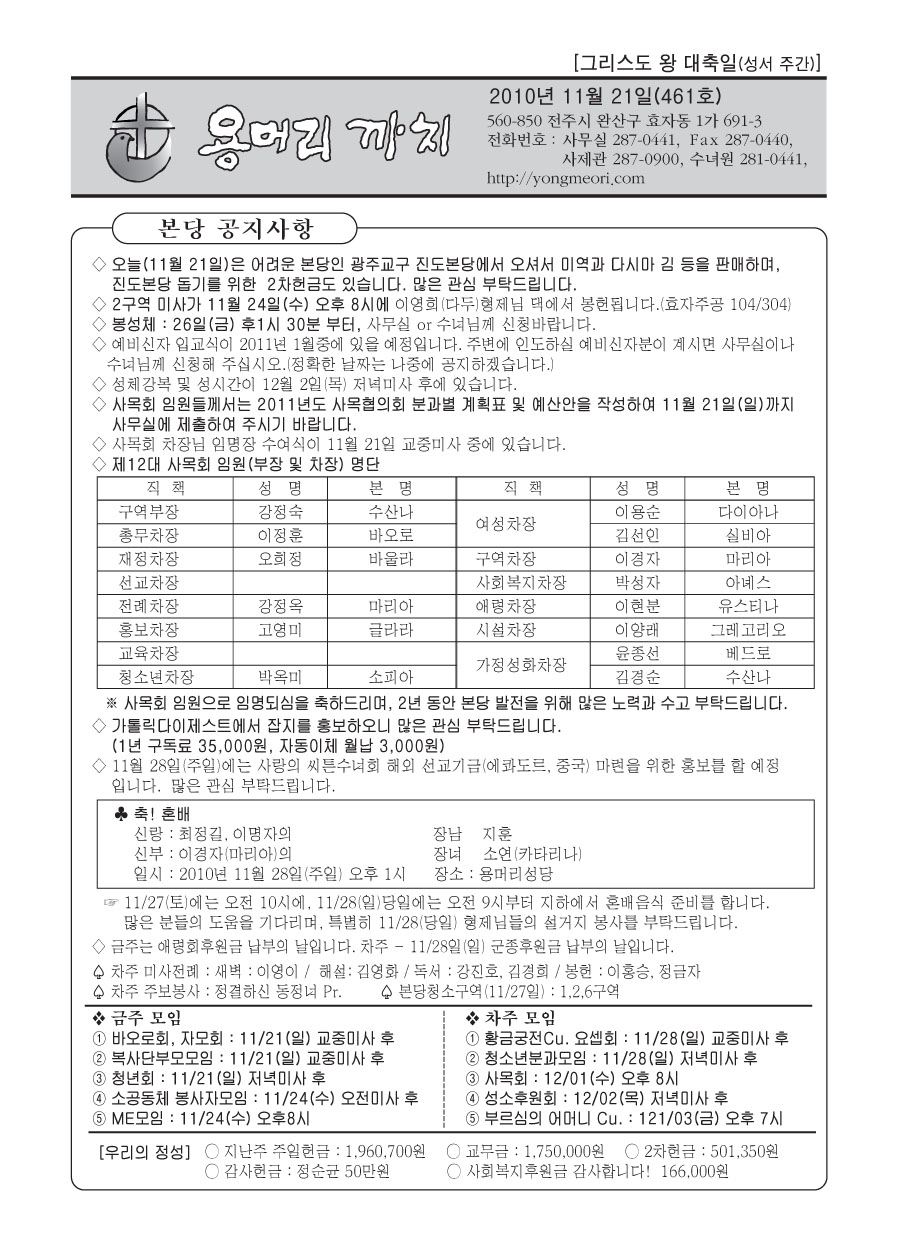 [그리스도 왕 대축일(성서 주간)]
용머리 까치
2010년 11월 21일(461호)
560-850 전주시 완산구 효자동 1가 691-3
전화번호 : 사무실 287-0441, Fax 287-0440,
사제관 287-0900, 수녀원 281-0441,
http://yongmeori.com
본당 공지사항
◇ 오늘(11월 21일)은 어려운 본당인 광주교구 진도본당에서 오셔서 미역과 다시마 김 등을 판매하며,
진도본당 돕기를 위한 2차헌금도 있습니다. 많은 관심 부탁드립니다.
◇ 2구역 미사가 11월 24일(수) 오후 8시에 이영희(다두)형제님 댁에서 봉헌됩니다.(효자주공 104/304)
◇ 봉성체 : 26일(금) 후1시 30분 부터, 사무실 or 수녀님께 신청바랍니다.
◇ 예비신자 입교식이 2011년 1월중에 있을 예정입니다. 주변에 인도하실 예비신자분이 계시면 사무실이나
수녀님께 신청해 주십시오.(정확한 날짜는 나중에 공지하겠습니다.)
◇ 성체강복 및 성시간이 12월 2일(목) 저녁미사 후에 있습니다.
◇ 사목회 임원들께서는 2011년도 사목협의회 분과별 계획표 및 예산안을 작성하여 11월 21일(일)까지
사무실에 제출하여 주시기 바랍니다.
◇ 사목회 차장님 임명장 수여식이 11월 21일 교중미사 중에 있습니다.
◇ 제12대 사목회 임원(부장 및 차장) 명단
직 책 성 명 본 명 직 책 성 명 본 명
구역부장 강정숙 수산나 여성차장 이용순 다이아나
총무차장 이정훈 바오로 김선인 실비아
재정차장 오희정 바울라 구역차장 이경자 마리아
선교차장 사회복지차장 박성자 아녜스
전례차장 강정옥 마리아 애령차장 이현분 유스티나
홍보차장 고영미 글라라 시설차장 이양래 그레고리오
교육차장 가정성화차장 윤종선 베드로
청소년차장 박옥미 소피아 김경순 수산나
※ 사목회 임원으로 임명되심을 축하드리며, 2년 동안 본당 발전을 위해 많은 노력과 수고 부탁드립니다.
◇ 가톨릭다이제스트에서 잡지를 홍보하오니 많은 관심 부탁드립니다.
(1년 구독료 35,000원, 자동이체 월납 3,000원)
◇ 11월 28일(주일)에는 사랑의 씨튼수녀회 해외 선교기금(에콰도르, 중국) 마련을 위한 홍보를 할 예정
입니다. 많은 관심 부탁드립니다.
♣ 축! 혼배
신랑 : 최정길, 이명자의 장남 지훈
신부 : 이경자(마리아)의 장녀 소연(카타리나)
일시 : 2010년 11월 28일(주일) 오후 1시 장소 : 용머리성당
☞ 11/27(토)에는 오전 10시에, 11/28(일)당일에는 오전 9시부터 지하에서 혼배음식 준비를 합니다.
많은 분들의 도움을 기다리며, 특별히 11/28(당일) 형제님들의 설거지 봉사를 부탁드립니다.
◇ 금주는 애령회후원금 납부의 날입니다. 차주 - 11/28일(일) 군종후원금 납부의 날입니다.
♤ 차주 미사전례 : 새벽 : 이영이 / 해설: 김영화 / 독서 : 강진호, 김경희 / 봉헌 : 이홍승, 정금자
♤ 차주 주보봉사 : 정결하신 동정녀 Pr. ♤ 본당청소구역(11/27일) : 1,2,6구역
❖ 금주 모임
① 바오로회, 자모회 : 11/21(일) 교중미사 후
② 복사단부모모임 : 11/21(일) 교중미사 후
③ 청년회 : 11/21(일) 저녁미사 후
④ 소공동체 봉사자모임 : 11/24(수) 오전미사 후
⑤ ME모임 : 11/24(수) 오후8시
❖ 차주 모임
① 황금궁전Cu. 요셉회 : 11/28(일) 교중미사 후
② 청소년분과모임 : 11/28(일) 저녁미사 후
③ 사목회 : 12/01(수) 오후 8시
④ 성소후원회 : 12/02(목) 저녁미사 후
⑤ 부르심의 어머니 Cu. : 121/03(금) 오후 7시
[우리의 정성] ○ 지난주 주일헌금 : 1,960,700원 ○ 교무금 : 1,750,000원 ○ 2차헌금 : 501,350원
○ 감사헌금 : 정순균 50만원 ○ 사회복지후원금 감사합니다! 166,000원